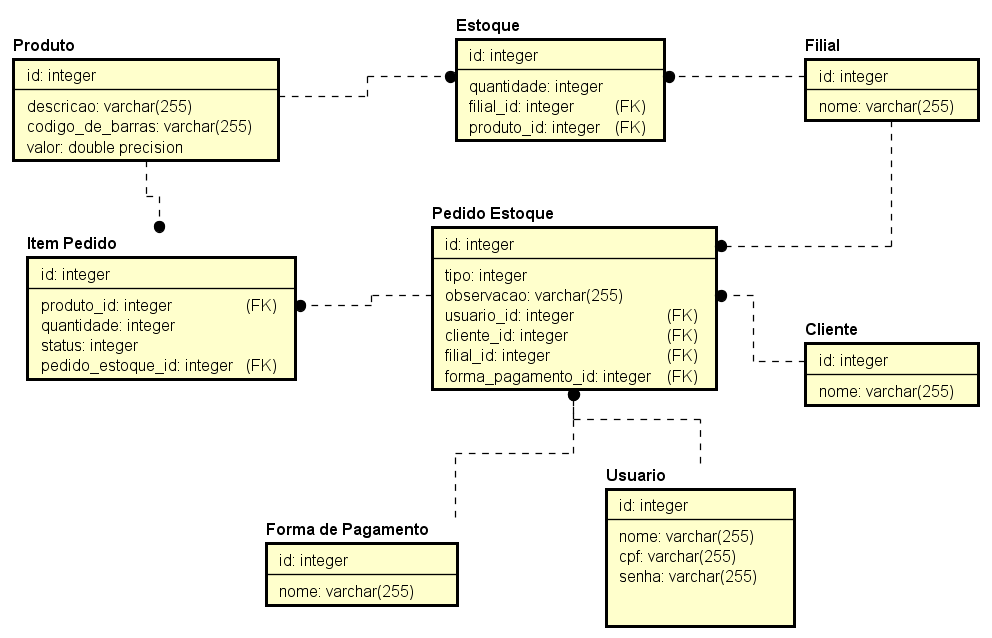 Produto
id: integer
descricao: varchar(255)
codigo_de_barras: varchar(255)
valor: double precision
Estoque
id: integer
quantidade: integer
filial_id: integer (FK)
produto_id: integer (FK)
Filial
id: integer
nome: varchar(255)
Item Pedido
id: integer
produto_id: integer (FK)
quantidade: integer
status: integer
pedido_estoque_id: integer (FK)
Pedido Estoque
id: integer
tipo: integer
observacao: varchar(255)
usuario_id: integer (FK)
cliente_id: integer (FK)
filial_id: integer (FK)
forma_pagamento_id: integer (FK)
Cliente
id: integer
nome: varchar(255)
Forma de Pagamento
id: integer
nome: varchar(255)
Usuario
id: integer
nome: varchar(255)
cpf: varchar(255)
senha: varchar(255)